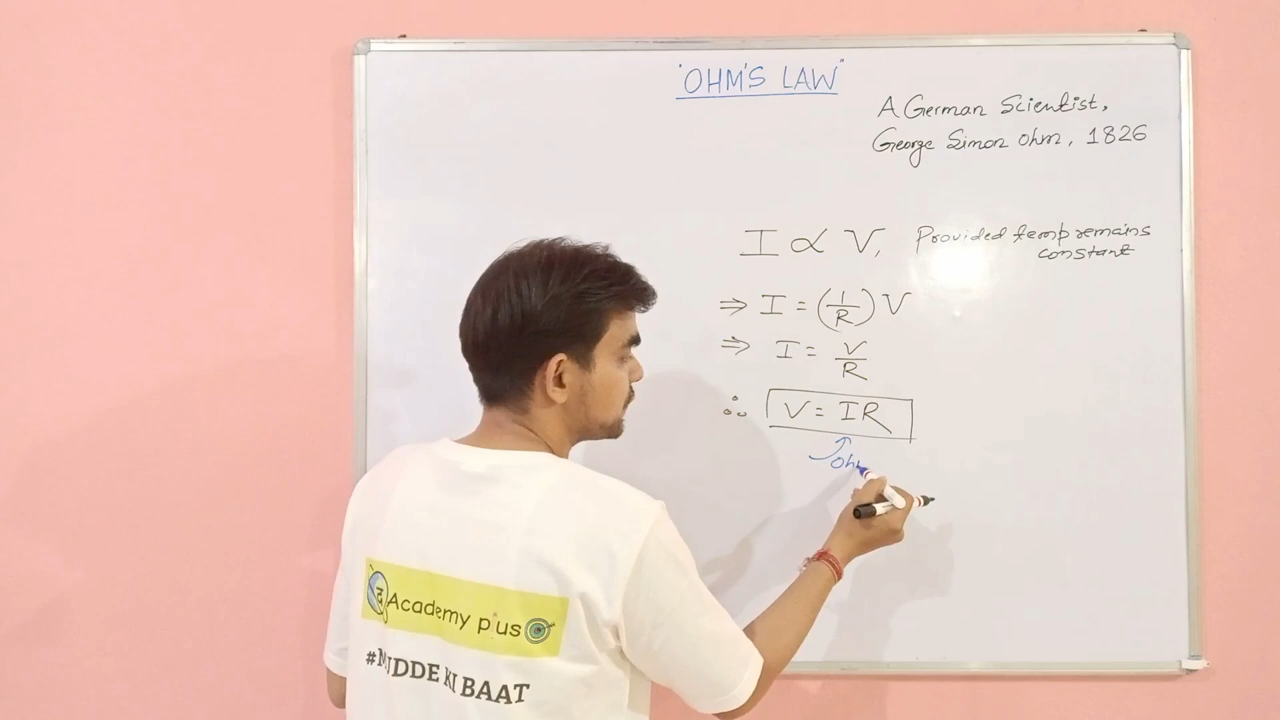 "OHM'S LAW"
A German Scientist,
George Simon Ohm, 1826
I ∝ V, Provided temp remains
constant
⇒ I = (1/R) V
⇒ I = V/R
∴ V = IR
Ohm
द Academy plus
#MUDDE KI BAAT